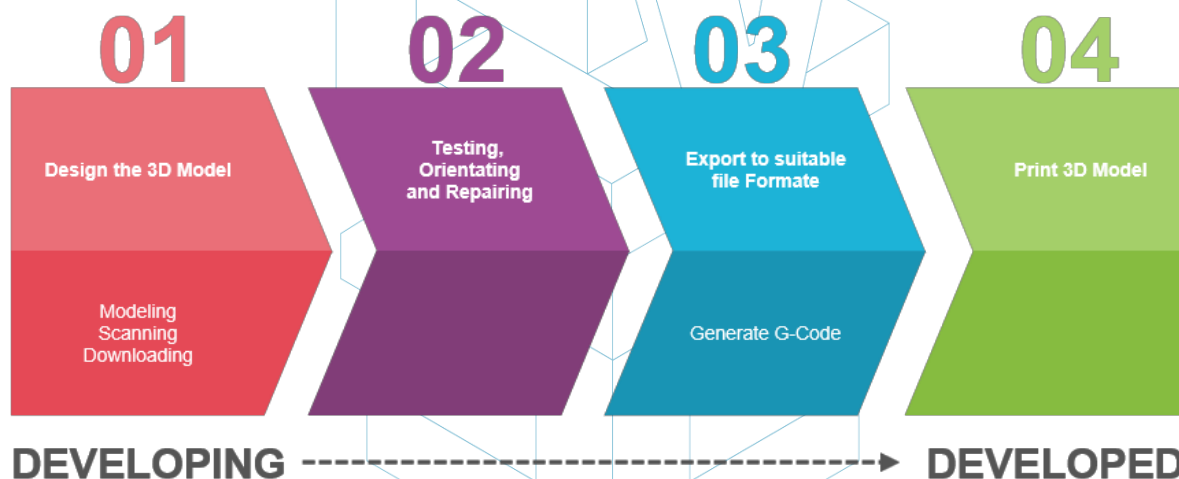 01
02
03
04
Design the 3D Model
Testing,
Orientating
and Repairing
Export to suitable
file Formate
Print 3D Model
Modeling
Scanning
Downloading
Generate G-Code
DEVELOPING
DEVELOPED